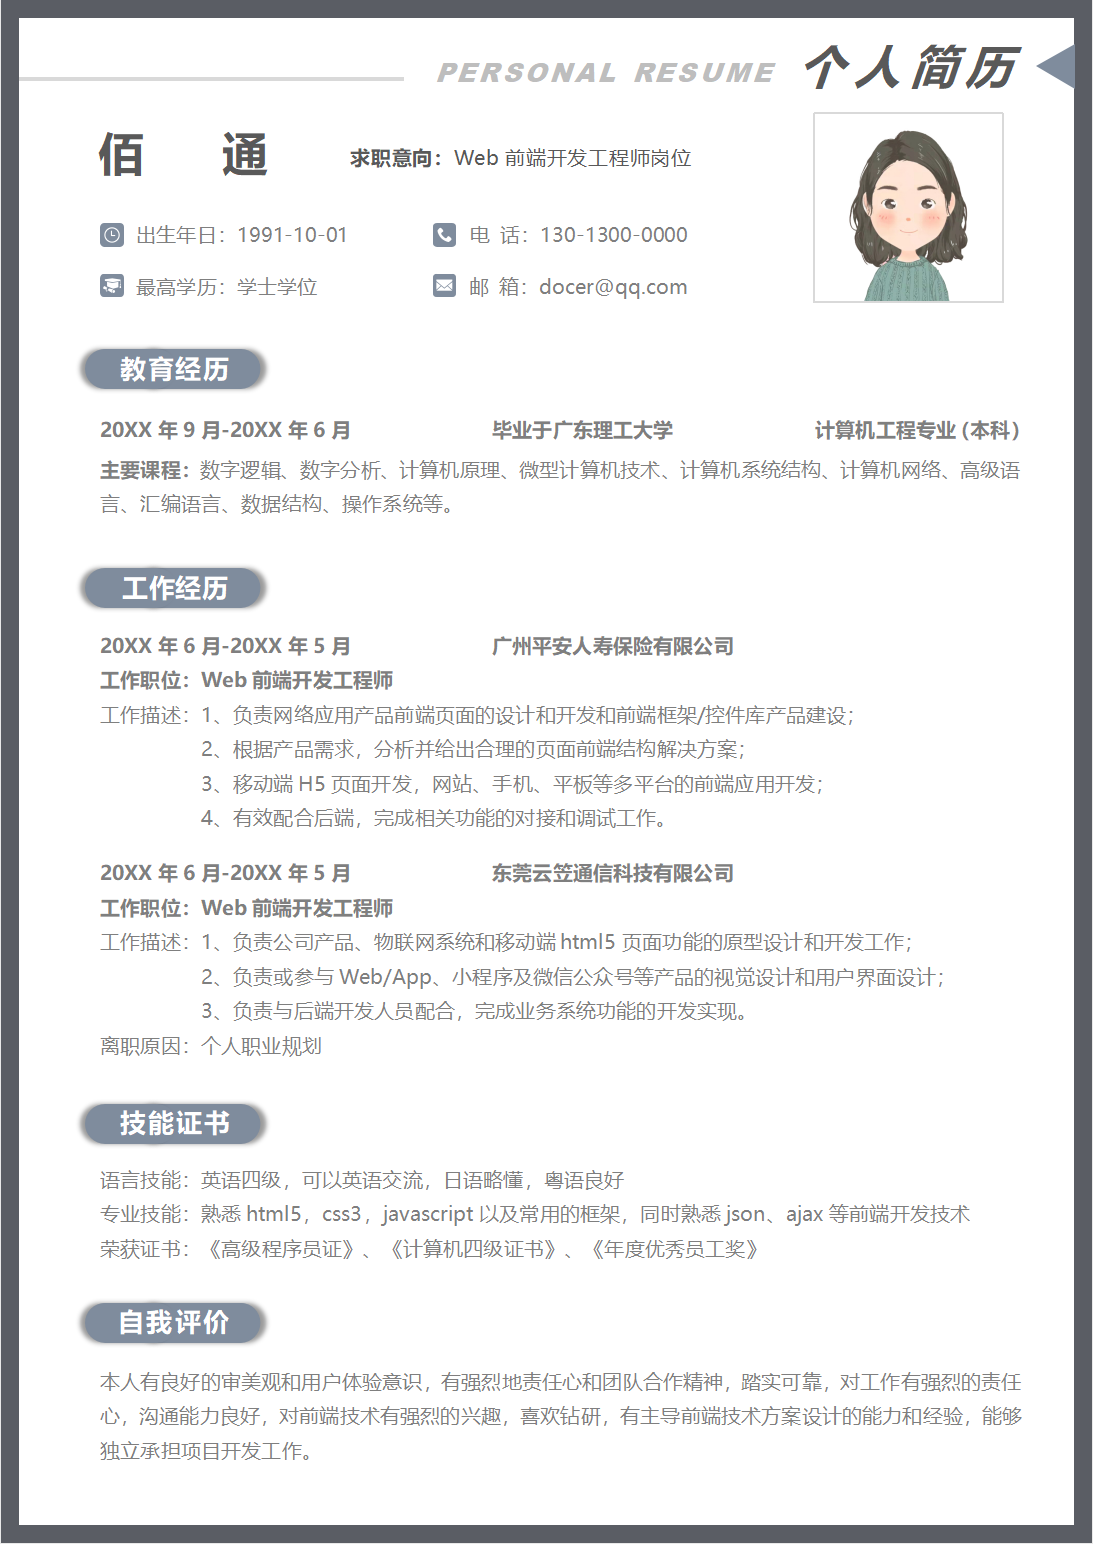 PERSONAL RESUME 个人简历
佰 通 求职意向：Web 前端开发工程师岗位
出生年日：1991-10-01 电 话：130-1300-0000
最高学历：学士学位 邮 箱：docer@qq.com
教育经历
20XX 年 9 月-20XX 年 6 月 毕业于广东理工大学 计算机工程专业（本科）
主要课程：数字逻辑、数字分析、计算机原理、微型计算机技术、计算机系统结构、计算机网络、高级语
言、汇编语言、数据结构、操作系统等。
工作经历
20XX 年 6 月-20XX 年 5 月 广州平安人寿保险有限公司
工作职位：Web 前端开发工程师
工作描述：1、负责网络应用产品前端页面的设计和开发和前端框架/控件库产品建设；
2、根据产品需求，分析并给出合理的页面前端结构解决方案；
3、移动端 H5 页面开发，网站、手机、平板等多平台的前端应用开发；
4、有效配合后端，完成相关功能的对接和调试工作。
20XX 年 6 月-20XX 年 5 月 东莞云笠通信科技有限公司
工作职位：Web 前端开发工程师
工作描述：1、负责公司产品、物联网系统和移动端 html5 页面功能的原型设计和开发工作；
2、负责或参与 Web/App、小程序及微信公众号等产品的视觉设计和用户界面设计；
3、负责与后端开发人员配合，完成业务系统功能的开发实现。
离职原因：个人职业规划
技能证书
语言技能：英语四级，可以英语交流，日语略懂，粤语良好
专业技能：熟悉 html5，css3，javascript 以及常用的框架，同时熟悉 json、ajax 等前端开发技术
荣获证书：《高级程序员证》、《计算机四级证书》、《年度优秀员工奖》
自我评价
本人有良好的审美观和用户体验意识，有强烈地责任心和团队合作精神，踏实可靠，对工作有强烈的责任
心，沟通能力良好，对前端技术有强烈的兴趣，喜欢钻研，有主导前端技术方案设计的能力和经验，能够
独立承担项目开发工作。